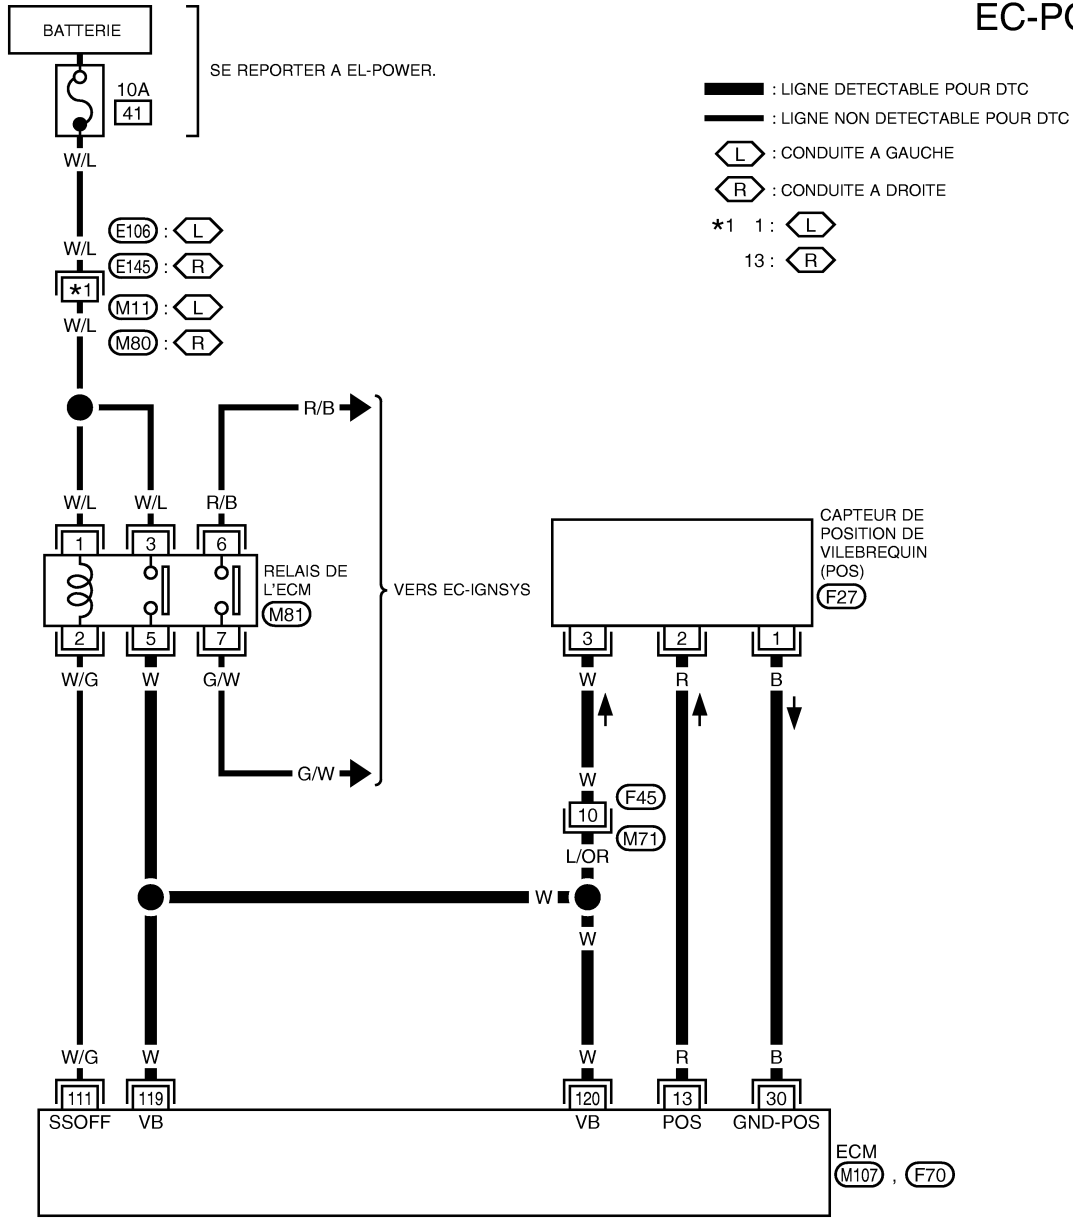 EC-PO
BATTERIE
SE REPORTER A EL-POWER.
10A
41
: LIGNE DETECTABLE POUR DTC
: LIGNE NON DETECTABLE POUR DTC
L : CONDUITE A GAUCHE
R : CONDUITE A DROITE
*1 1 : L
13 : R
W/L
W/L
E106 : L
E145 : R
*1
M11 : L
M80 : R
W/L
R/B
W/L W/L R/B
1 3 6
RELAIS DE
L'ECM
M81
2 5 7
W/G W G/W
G/W
VERS EC-IGNSYS
CAPTEUR DE
POSITION DE
VILEBREQUIN
(POS)
F27
3 2 1
W R B
W
F45
10
M71
L/OR
W
W
W/G W W R B
111 119 120 13 30
SSOFF VB VB POS GND-POS
ECM
M107 , F70